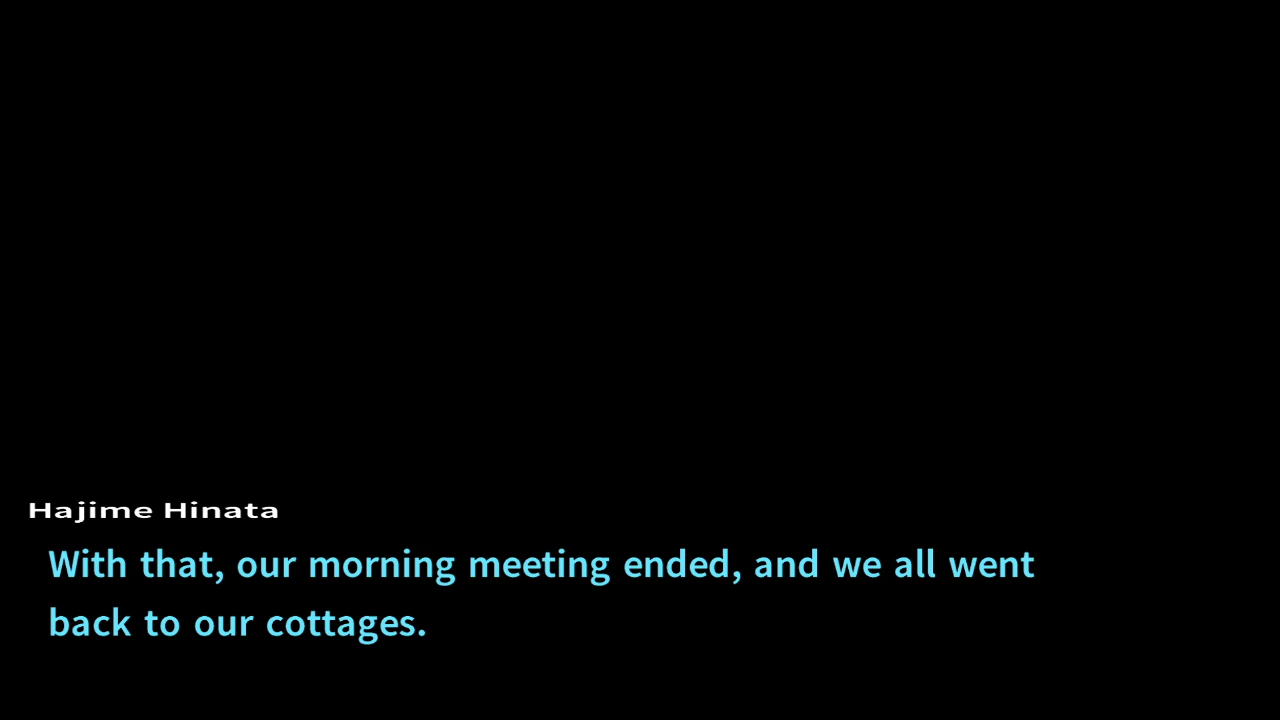 Hajime Hinata
With that, our morning meeting ended, and we all went
back to our cottages.